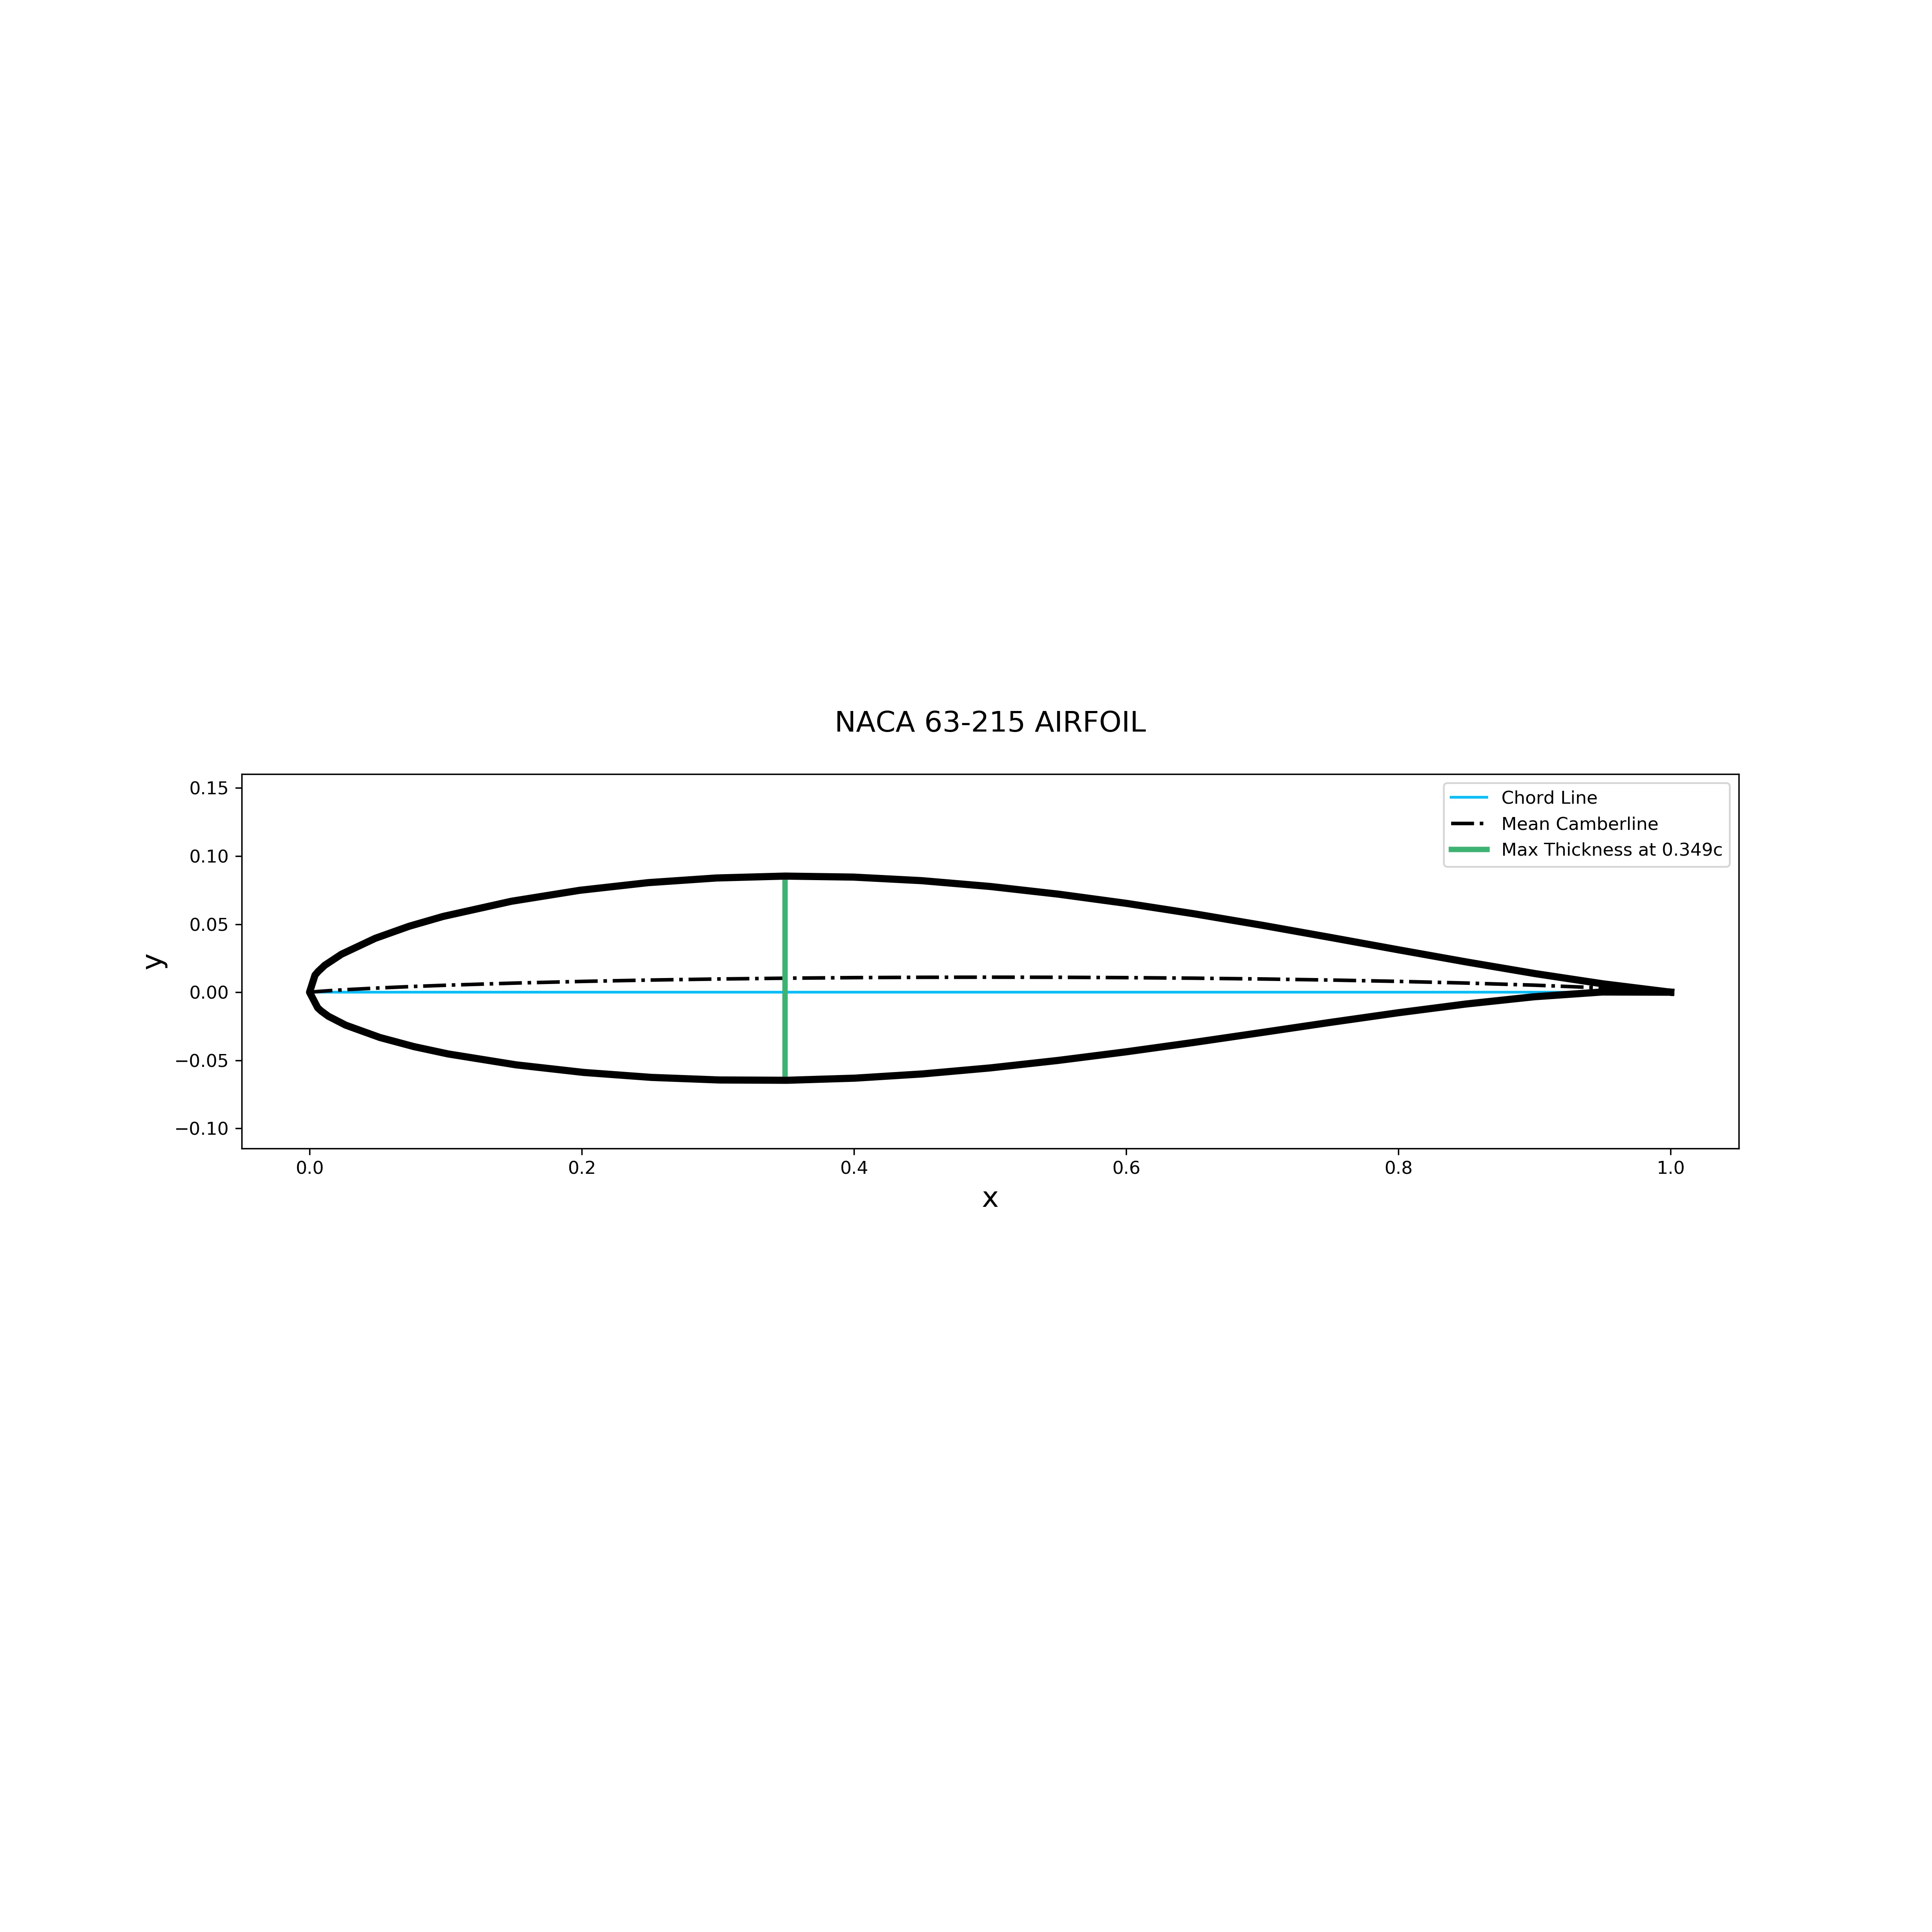 NACA 63-215 AIRFOIL
Chord Line
Mean Camberline
Max Thickness at 0.349c
0.15
0.10
0.05
0.00
−0.05
−0.10
y
0.0 0.2 0.4 0.6 0.8 1.0
x